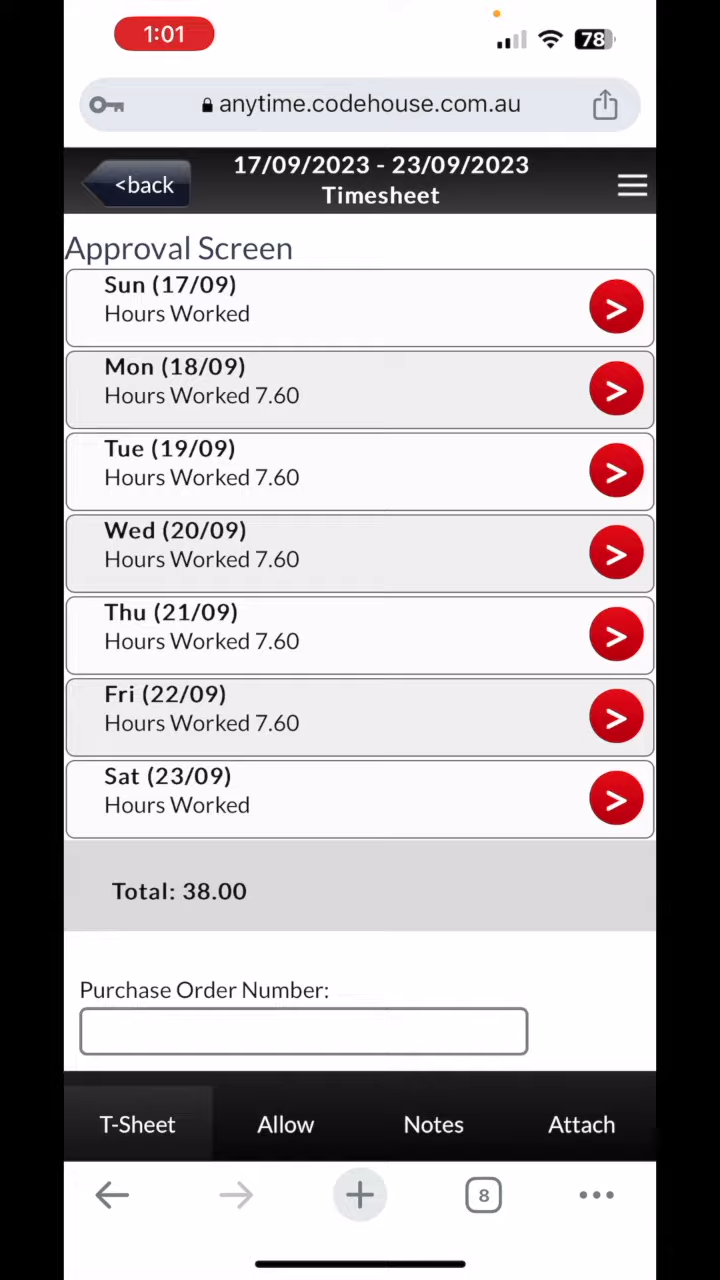 1:01
78
anytime.codehouse.com.au
<back
17/09/2023 - 23/09/2023
Timesheet
Approval Screen
Sun (17/09)
Hours Worked
>
Mon (18/09)
Hours Worked 7.60
>
Tue (19/09)
Hours Worked 7.60
>
Wed (20/09)
Hours Worked 7.60
>
Thu (21/09)
Hours Worked 7.60
>
Fri (22/09)
Hours Worked 7.60
>
Sat (23/09)
Hours Worked
>
Total: 38.00
Purchase Order Number:
T-Sheet Allow Notes Attach
8